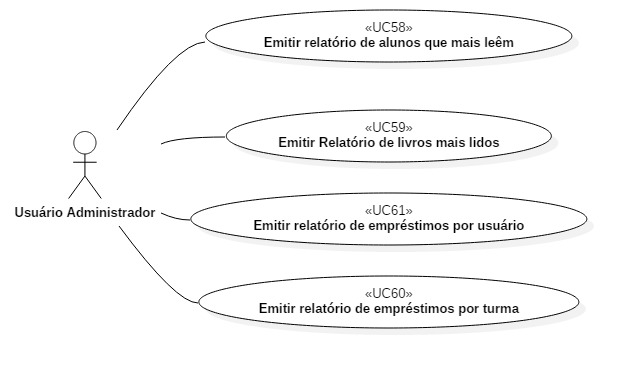 «UC58»
Emitir relatório de alunos que mais leêm
«UC59»
Emitir Relatório de livros mais lidos
Usuário Administrador
«UC61»
Emitir relatório de empréstimos por usuário
«UC60»
Emitir relatório de empréstimos por turma